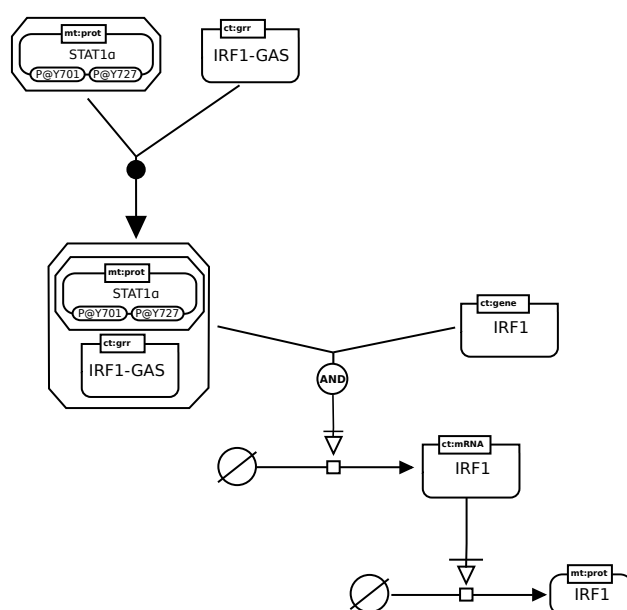 mt:prot
STAT1α
P@Y701 P@Y727
ct:grr
IRF1-GAS
mt:prot
STAT1α
P@Y701 P@Y727
ct:grr
IRF1-GAS
ct:gene
IRF1
AND
ct:mRNA
IRF1
mt:prot
IRF1